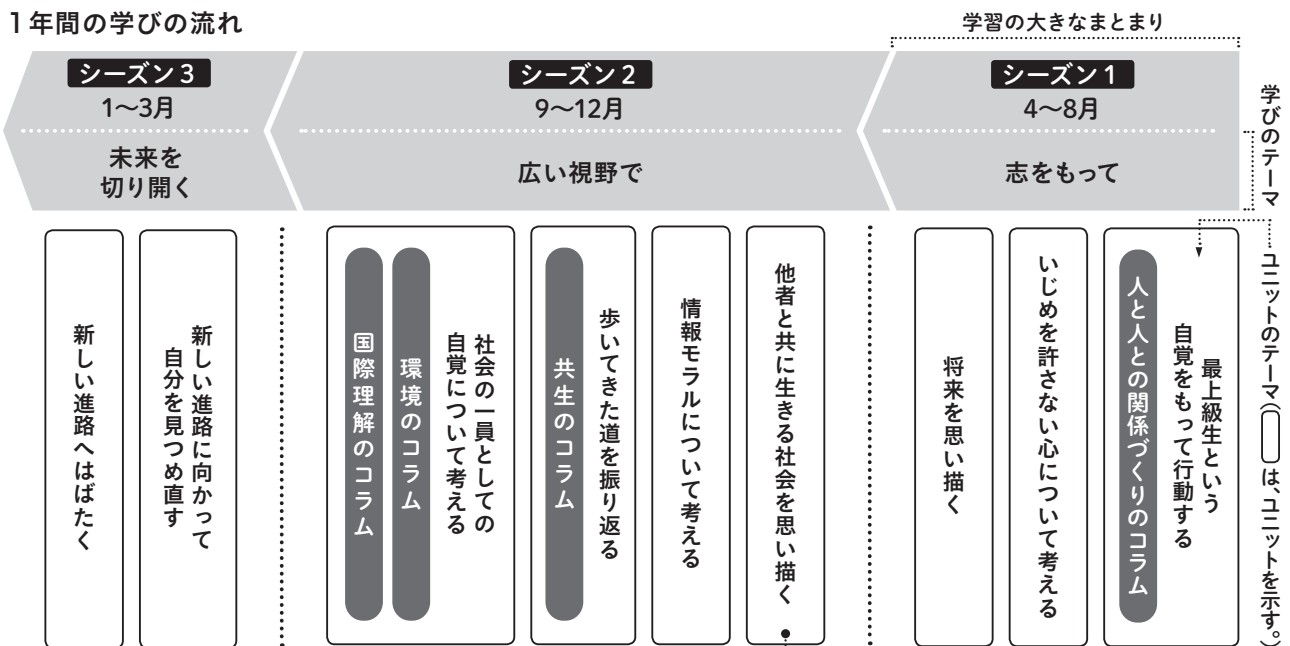 1年間の学びの流れ
学習の大きなまとまり
シーズン1
4〜8月
志をもって
シーズン2
9〜12月
広い視野で
シーズン3
1〜3月
未来を
切り開く
学びのテーマ
ユニットのテーマ(
は、ユニットを示す。)
最上級生という
自覚をもって行動する
人と人との関係づくりのコラム
いじめを許さない心について考える
将来を思い描く
他者と共に生きる社会を思い描く
情報モラルについて考える
歩いてきた道を振り返る
共生のコラム
社会の一員としての
自覚について考える
環境のコラム
国際理解のコラム
新しい進路に向かって
自分を見つめ直す
新しい進路へはばたく